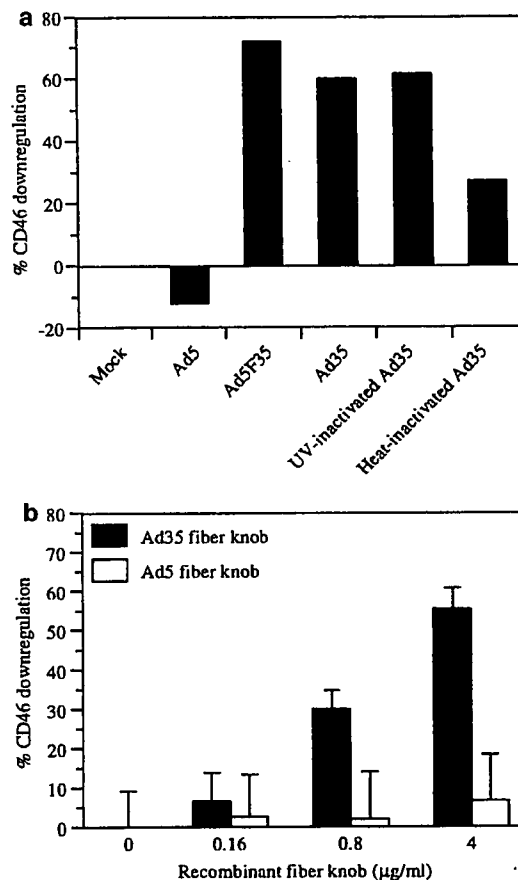 a
% CD46 downregulation
80
60
40
20
0
-20
Mock
Ad5
Ad5F35
Ad35
UV-inactivated Ad35
Heat-inactivated Ad35
b
% CD46 downregulation
80
70
60
50
40
30
20
10
0
Ad35 fiber knob
Ad5 fiber knob
0 0.16 0.8 4
Recombinant fiber knob (μg/ml)